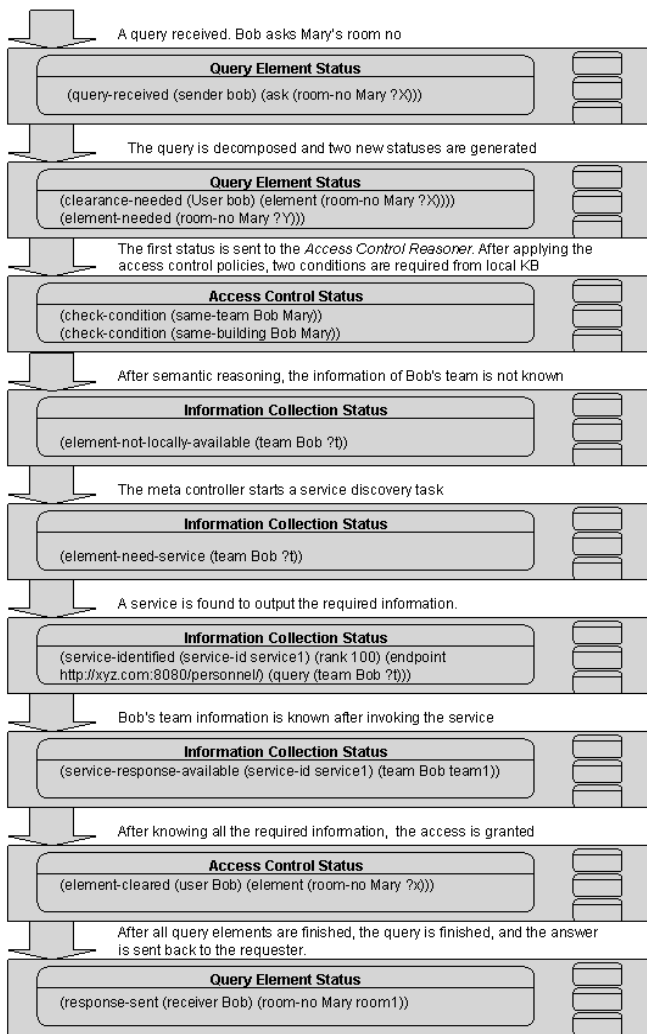 A query received. Bob asks Mary's room no
Query Element Status
(query-received (sender bob) (ask (room-no Mary ?X)))
The query is decomposed and two new statuses are generated
Query Element Status
(clearance-needed (User bob) (element (room-no Mary ?X))))
(element-needed (room-no Mary ?Y)))
The first status is sent to the Access Control Reasoner. After applying the
access control policies, two conditions are required from local KB
Access Control Status
(check-condition (same-team Bob Mary))
(check-condition (same-building Bob Mary))
After semantic reasoning, the information of Bob's team is not known
Information Collection Status
(element-not-locally-available (team Bob ?t))
The meta controller starts a service discovery task
Information Collection Status
(element-need-service (team Bob ?t))
A service is found to output the required information.
Information Collection Status
(service-identified (service-id service1) (rank 100) (endpoint
http://xyz.com:8080/personnel/) (query (team Bob ?t)))
Bob's team information is known after invoking the service
Information Collection Status
(service-response-available (service-id service1) (team Bob team1))
After knowing all the required information, the access is granted
Access Control Status
(element-cleared (user Bob) (element (room-no Mary ?x)))
After all query elements are finished, the query is finished, and the answer
is sent back to the requester.
Query Element Status
(response-sent (receiver Bob) (room-no Mary room1))